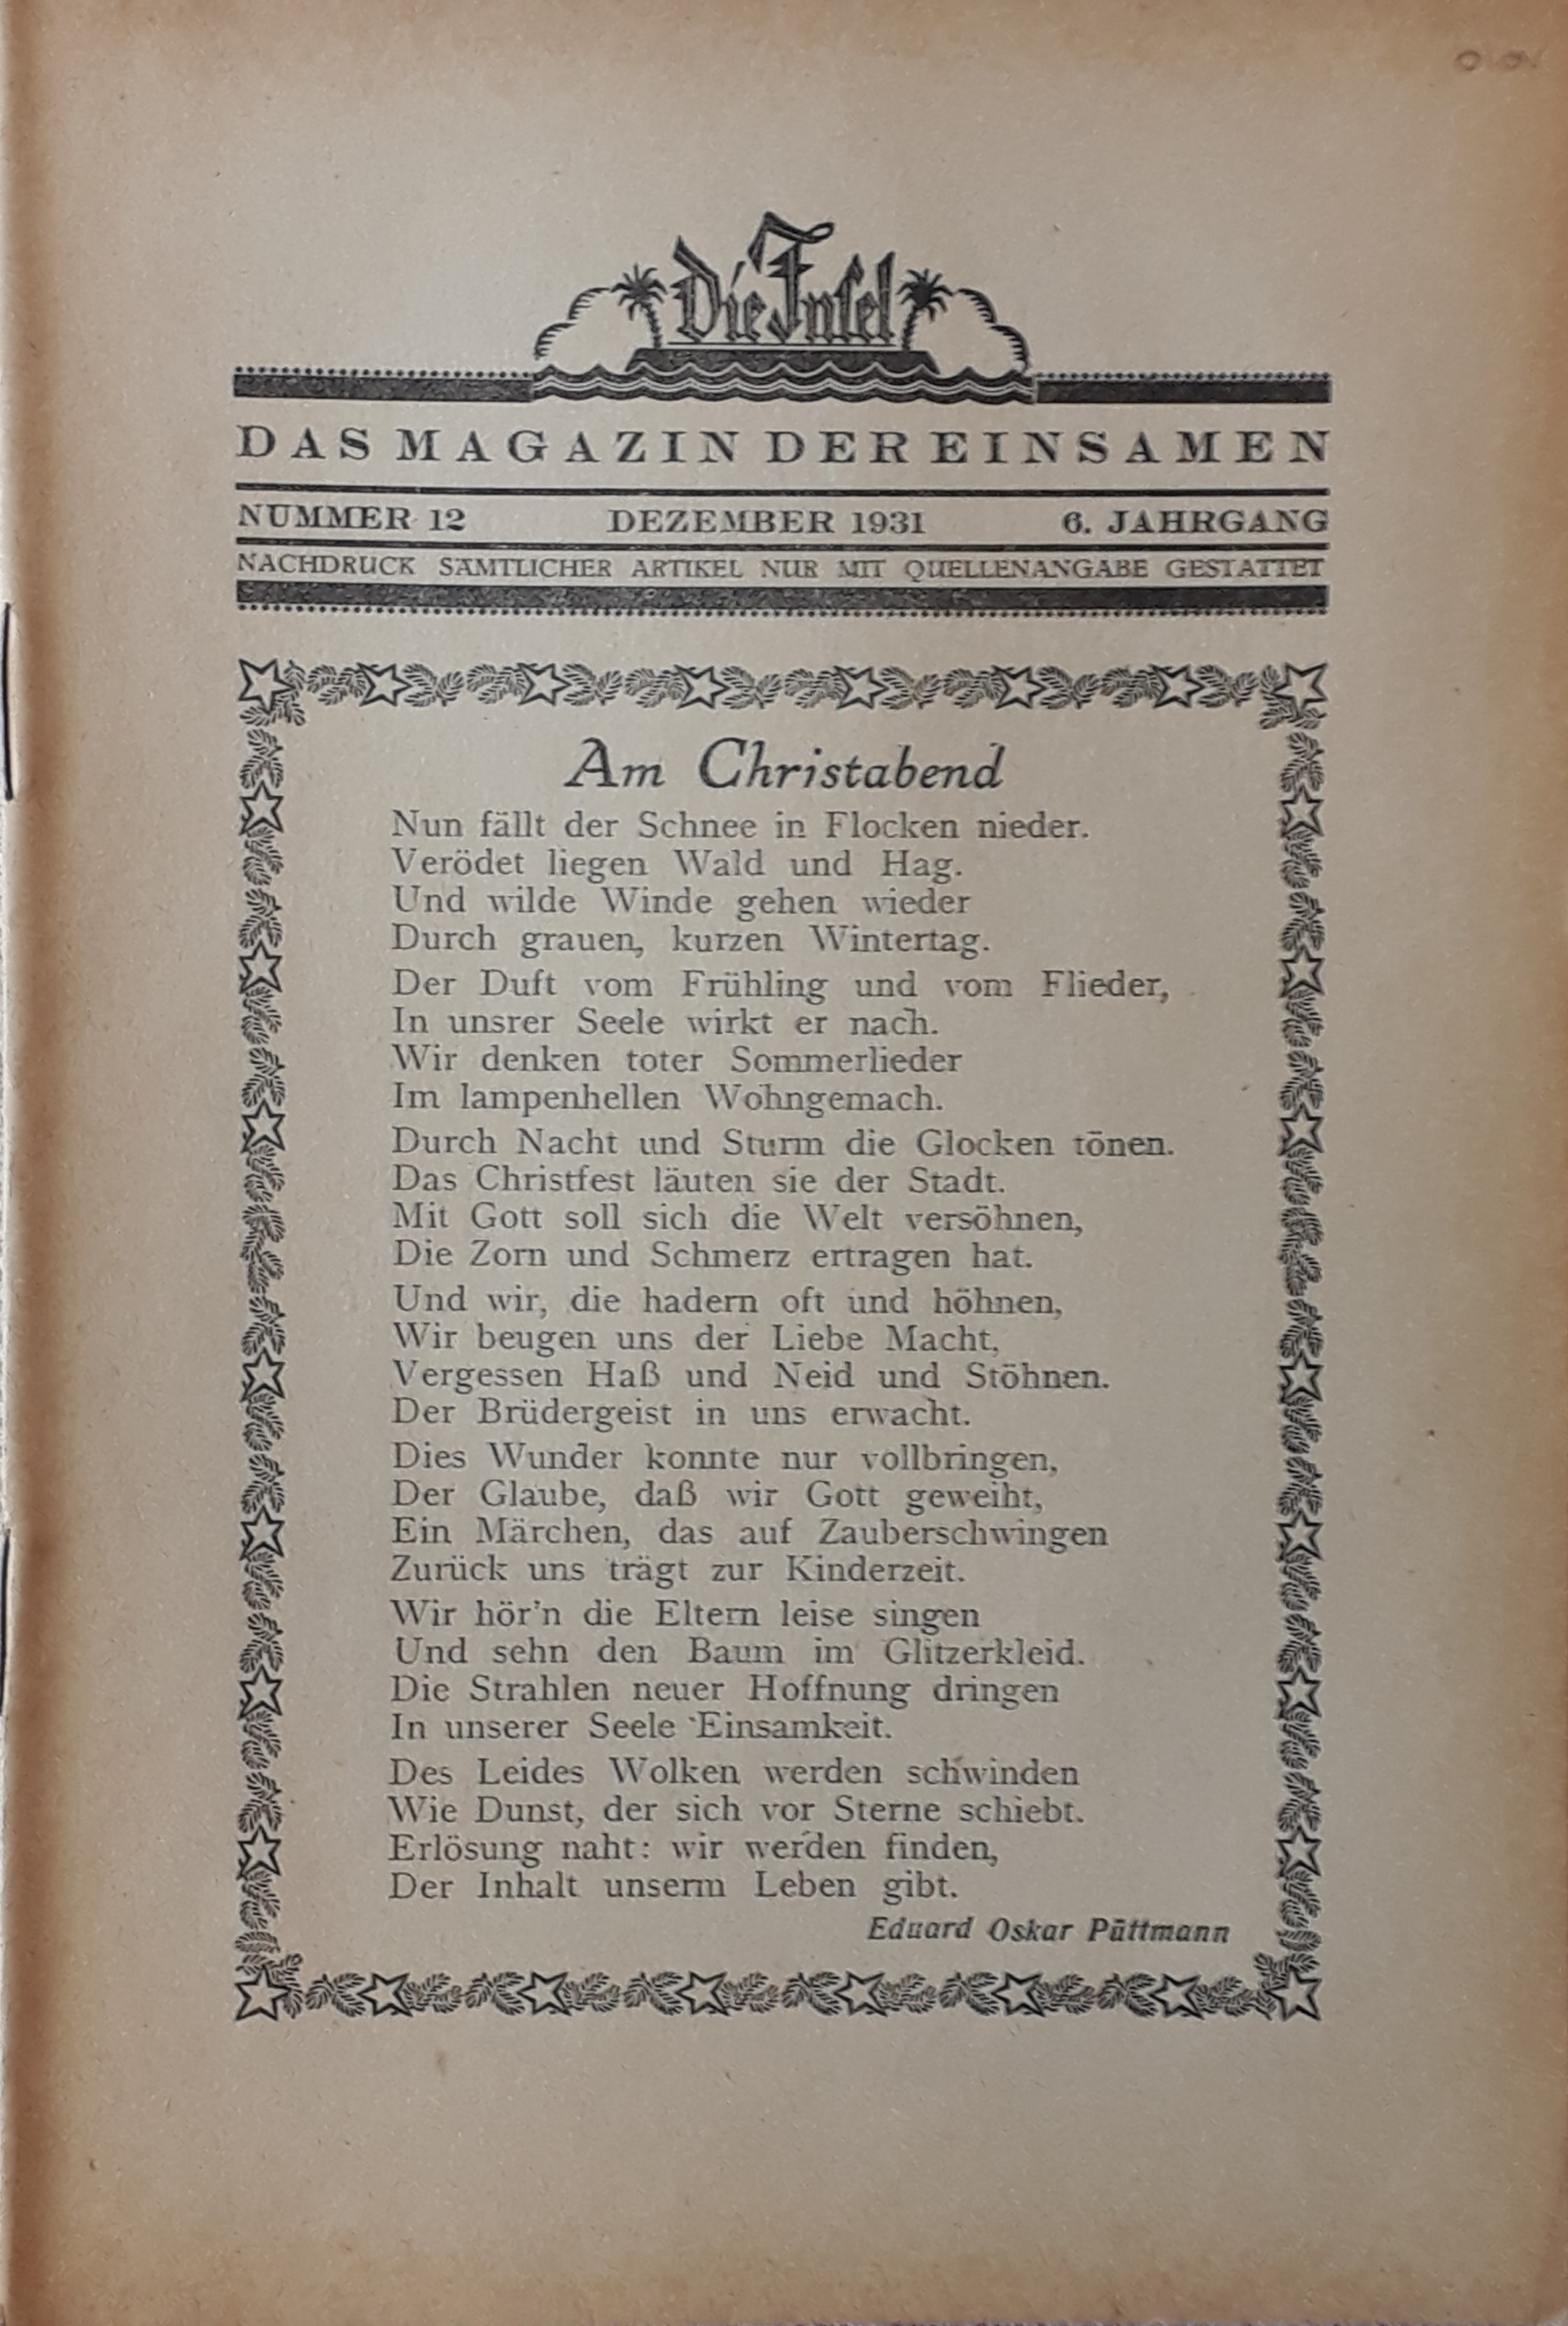 Die Insel
DAS MAGAZIN DER EINSAMEN
NUMMER 12 DEZEMBER 1931 6. JAHRGANG
NACHDRUCK SÄMTLICHER ARTIKEL NUR MIT QUELLENANGABE GESTATTET
Am Christabend
Nun fällt der Schnee in Flocken nieder.
Verödet liegen Wald und Hag.
Und wilde Winde gehen wieder
Durch grauen, kurzen Wintertag.
Der Duft vom Frühling und vom Flieder,
In unsrer Seele wirkt er nach.
Wir denken toter Sommerlieder
Im lampenhellen Wohngemach.
Durch Nacht und Sturm die Glocken tönen.
Das Christfest läuten sie der Stadt.
Mit Gott soll sich die Welt versöhnen,
Die Zorn und Schmerz ertragen hat.
Und wir, die hadern oft und höhnen,
Wir beugen uns der Liebe Macht,
Vergessen Haß und Neid und Stöhnen.
Der Brüdergeist in uns erwacht.
Dies Wunder konnte nur vollbringen,
Der Glaube, daß wir Gott geweiht,
Ein Märchen, das auf Zauberschwingen
Zurück uns trägt zur Kinderzeit.
Wir hör'n die Eltern leise singen
Und sehn den Baum im Glitzerkleid.
Die Strahlen neuer Hoffnung dringen
In unserer Seele Einsamkeit.
Des Leides Wolken werden schwinden
Wie Dunst, der sich vor Sterne schiebt.
Erlösung naht: wir werden finden,
Der Inhalt unserm Leben gibt.
Eduard Oskar Püttmann